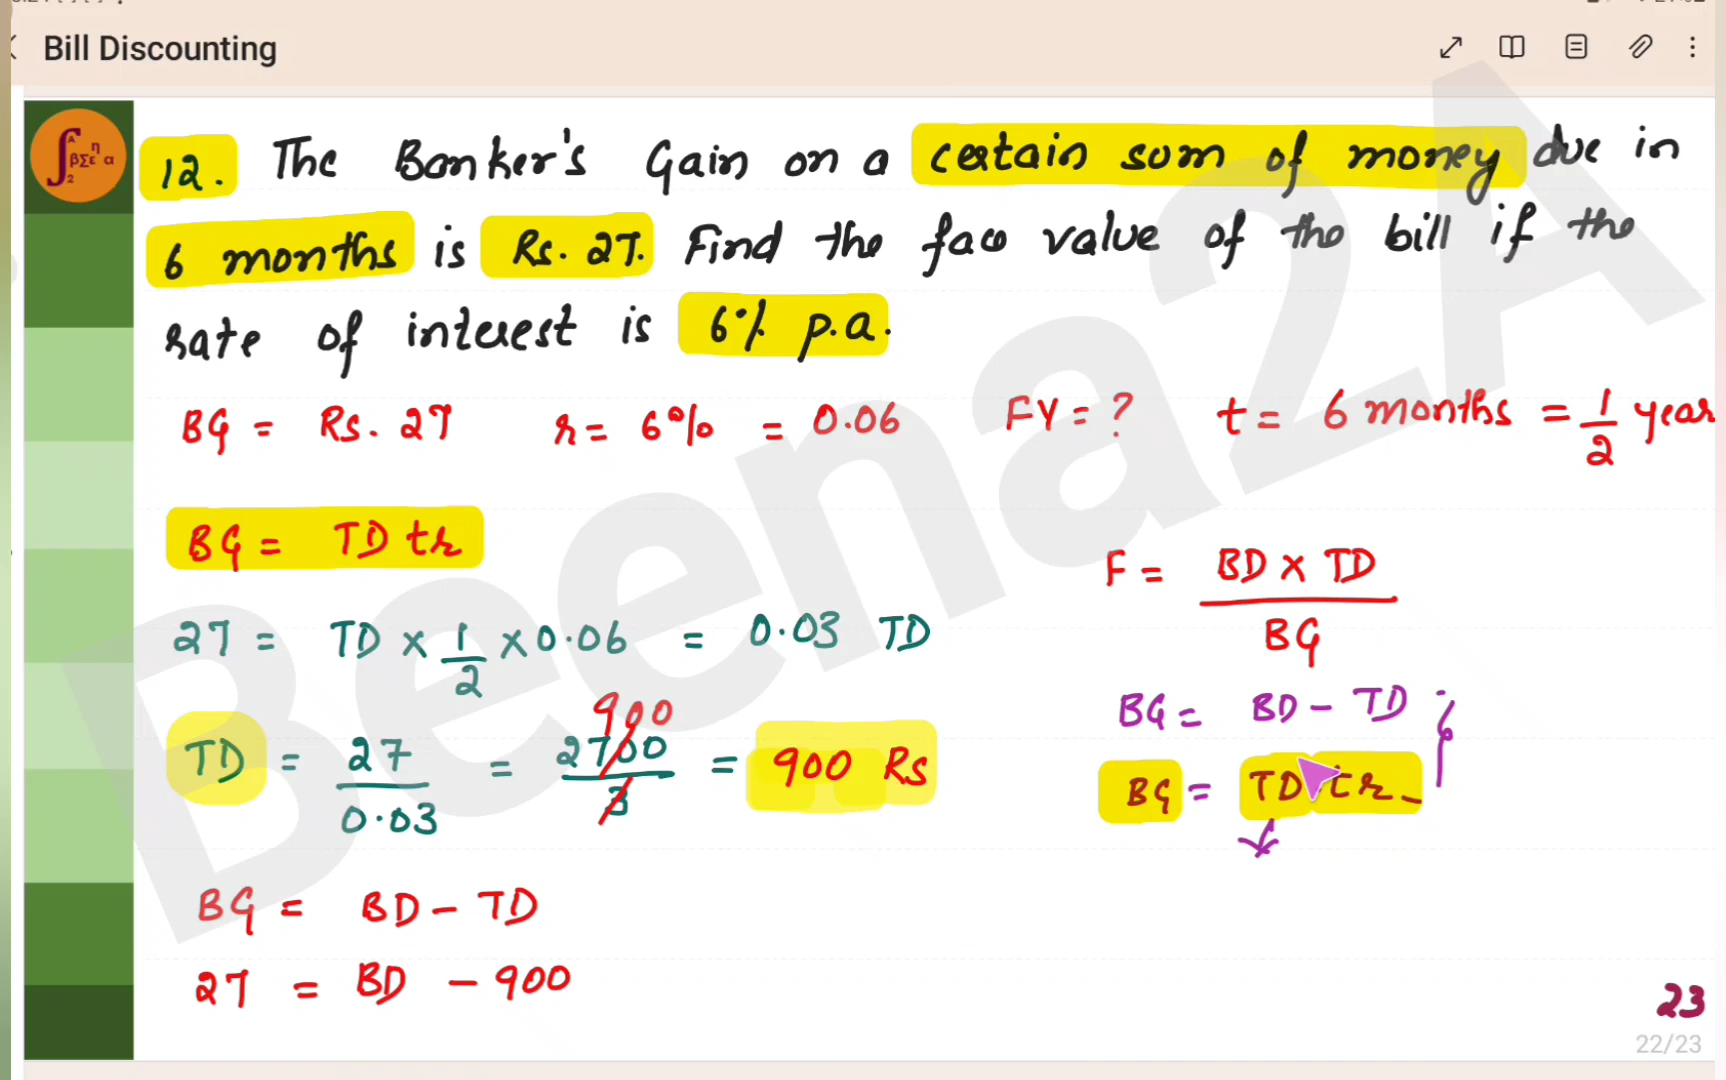 Bill Discounting
12. The Banker's Gain on a certain sum of money due in
6 months is Rs. 27. Find the face value of the bill if the
rate of interest is 6% p.a.
BG = Rs. 27 r = 6% = 0.06 FV = ? t = 6 months = 1/2 year
BG = TD tr
27 = TD × 1/2 × 0.06 = 0.03 TD
TD = 27/0.03 = 2700/3 = 900 Rs
900
BG = BD - TD
27 = BD - 900
F = BD × TD / BG
BG = BD - TD
BG = TD tr
23
22/23
Beena2A